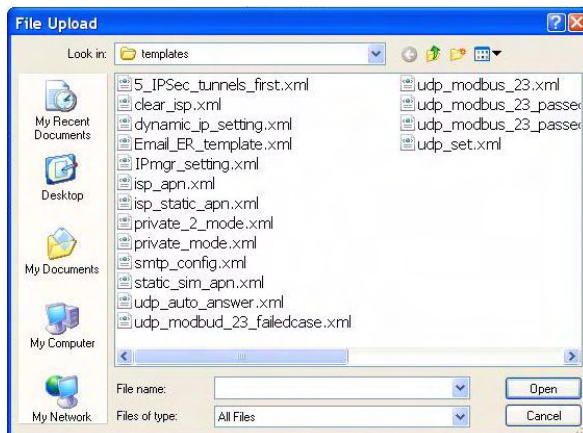 File Upload
Look in:
templates
My Recent
Documents
Desktop
My Documents
My Computer
My Network
5_IPSec_tunnels_first.xml
clear_isp.xml
dynamic_ip_setting.xml
Email_ER_template.xml
IPmgr_setting.xml
isp_apn.xml
isp_static_apn.xml
private_2_mode.xml
private_mode.xml
smtp_config.xml
static_sim_apn.xml
udp_auto_answer.xml
udp_modbud_23_failedcase.xml
udp_modbus_23.xml
udp_modbus_23_passe
udp_modbus_23_passe
udp_set.xml
File name:
Open
Files of type:
All Files
Cancel